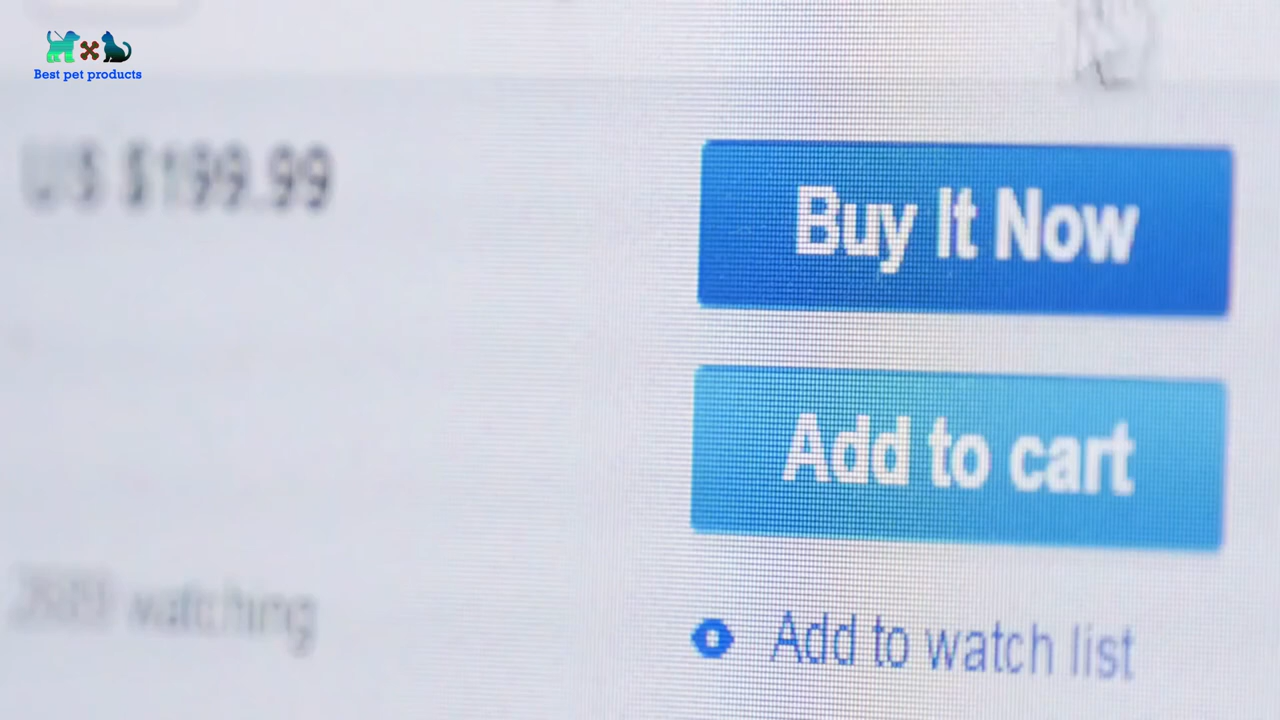 Best pet products
US $199.99
Buy It Now
Add to cart
watching
Add to watch list